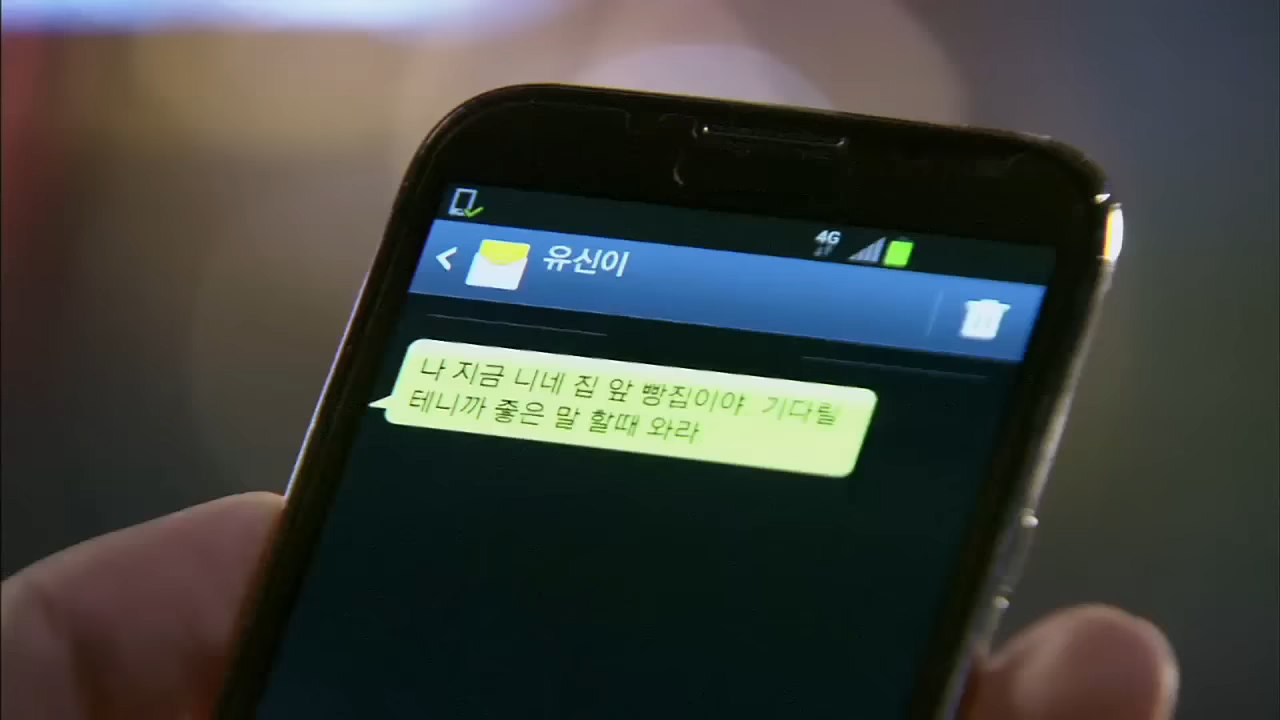 4G
유신이
나 지금 니네 집 앞 빵집이야. 기다릴
테니까 좋은 말 할때 와라.